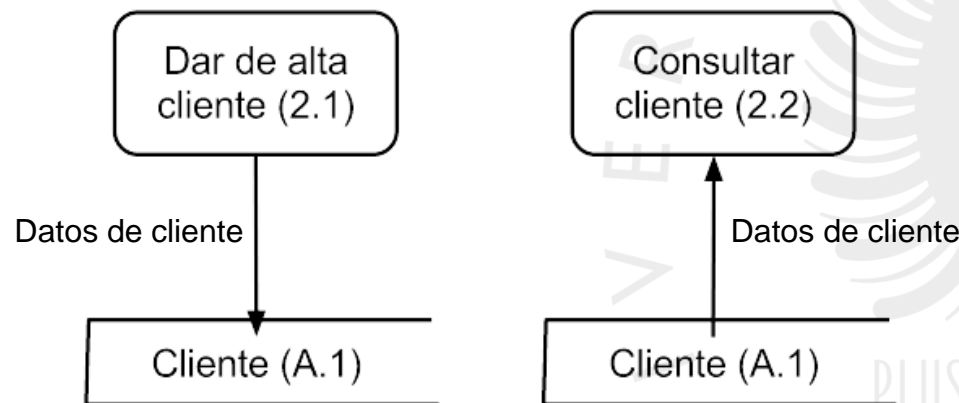 Dar de alta
cliente (2.1)
Consultar
cliente (2.2)
Datos de cliente
Datos de cliente
Cliente (A.1)
Cliente (A.1)
V E R
PLUS